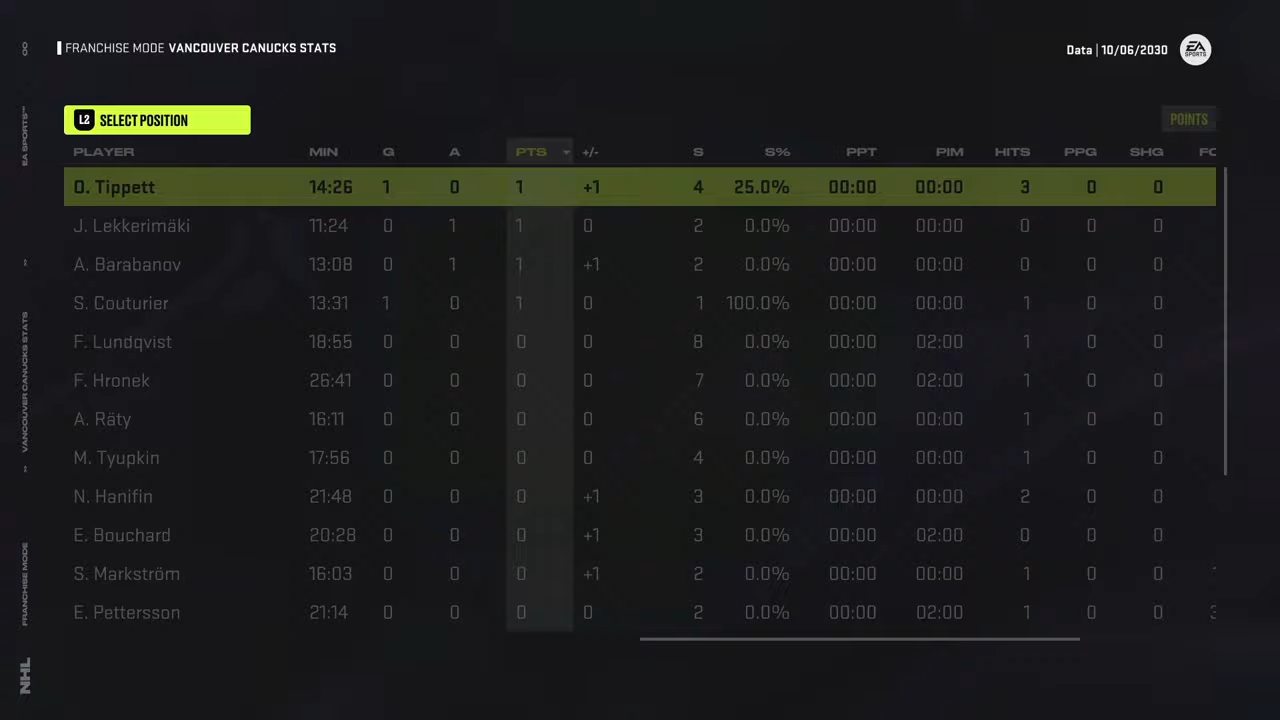 FRANCHISE MODE VANCOUVER CANUCKS STATS
Data | 10/06/2030
EA SPORTS
L2 SELECT POSITION
POINTS
PLAYER MIN G A PTS +/- S S% PPT PIM HITS PPG SHG FO
O. Tippett 14:26 1 0 1 +1 4 25.0% 00:00 00:00 3 0 0
J. Lekkerimäki 11:24 0 1 1 0 2 0.0% 00:00 00:00 0 0 0
A. Barabanov 13:08 0 1 1 +1 2 0.0% 00:00 00:00 0 0 0
S. Couturier 13:31 1 0 1 0 1 100.0% 00:00 00:00 1 0 0
F. Lundqvist 18:55 0 0 0 0 8 0.0% 00:00 02:00 1 0 0
F. Hronek 26:41 0 0 0 0 7 0.0% 00:00 02:00 1 0 0
A. Räty 16:11 0 0 0 0 6 0.0% 00:00 00:00 1 0 0
M. Tyupkin 17:56 0 0 0 0 4 0.0% 00:00 00:00 1 0 0
N. Hanifin 21:48 0 0 0 +1 3 0.0% 00:00 00:00 2 0 0
E. Bouchard 20:28 0 0 0 +1 3 0.0% 00:00 02:00 0 0 0
S. Markström 16:03 0 0 0 +1 2 0.0% 00:00 00:00 1 0 0
E. Pettersson 21:14 0 0 0 0 2 0.0% 00:00 02:00 1 0 0
EA SPORTS™
VANCOUVER CANUCKS STATS
FRANCHISE MODE
NHL